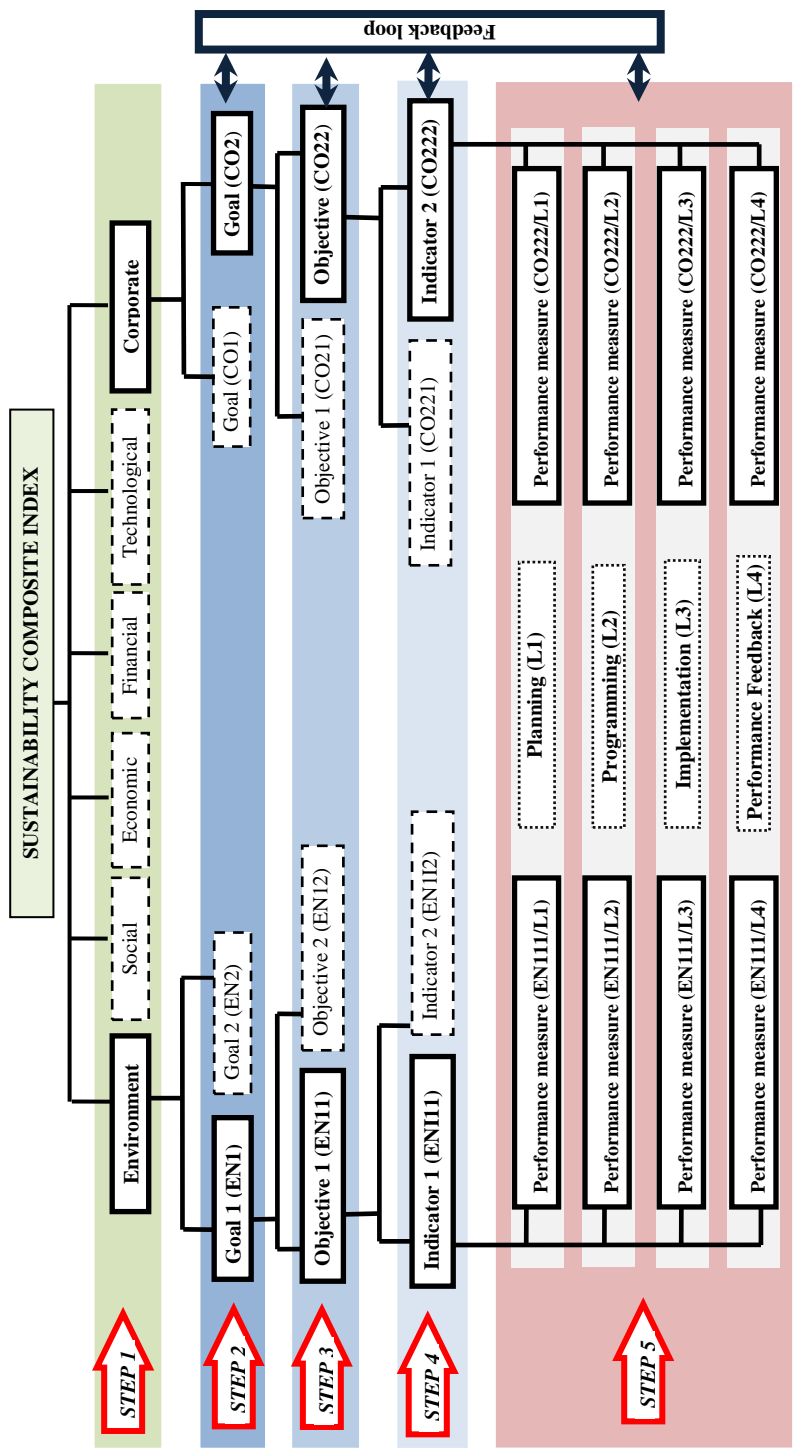 SUSTAINABILITY COMPOSITE INDEX
STEP 1
Environment
Social
Economic
Financial
Technological
Corporate
STEP 2
Goal 1 (EN1)
Goal 2 (EN2)
Goal (CO1)
Goal (CO2)
STEP 3
Objective 1 (EN11)
Objective 2 (EN12)
Objective 1 (CO21)
Objective (CO22)
STEP 4
Indicator 1 (ENI11)
Indicator 2 (EN1I2)
Indicator 1 (CO221)
Indicator 2 (CO222)
STEP 5
Performance measure (EN111/L1)
Planning (L1)
Performance measure (CO222/L1)
Performance measure (EN111/L2)
Programming (L2)
Performance measure (CO222/L2)
Performance measure (EN111/L3)
Implementation (L3)
Performance measure (CO222/L3)
Performance measure (EN111/L4)
Performance Feedback (L4)
Performance measure (CO222/L4)
Feedback loop